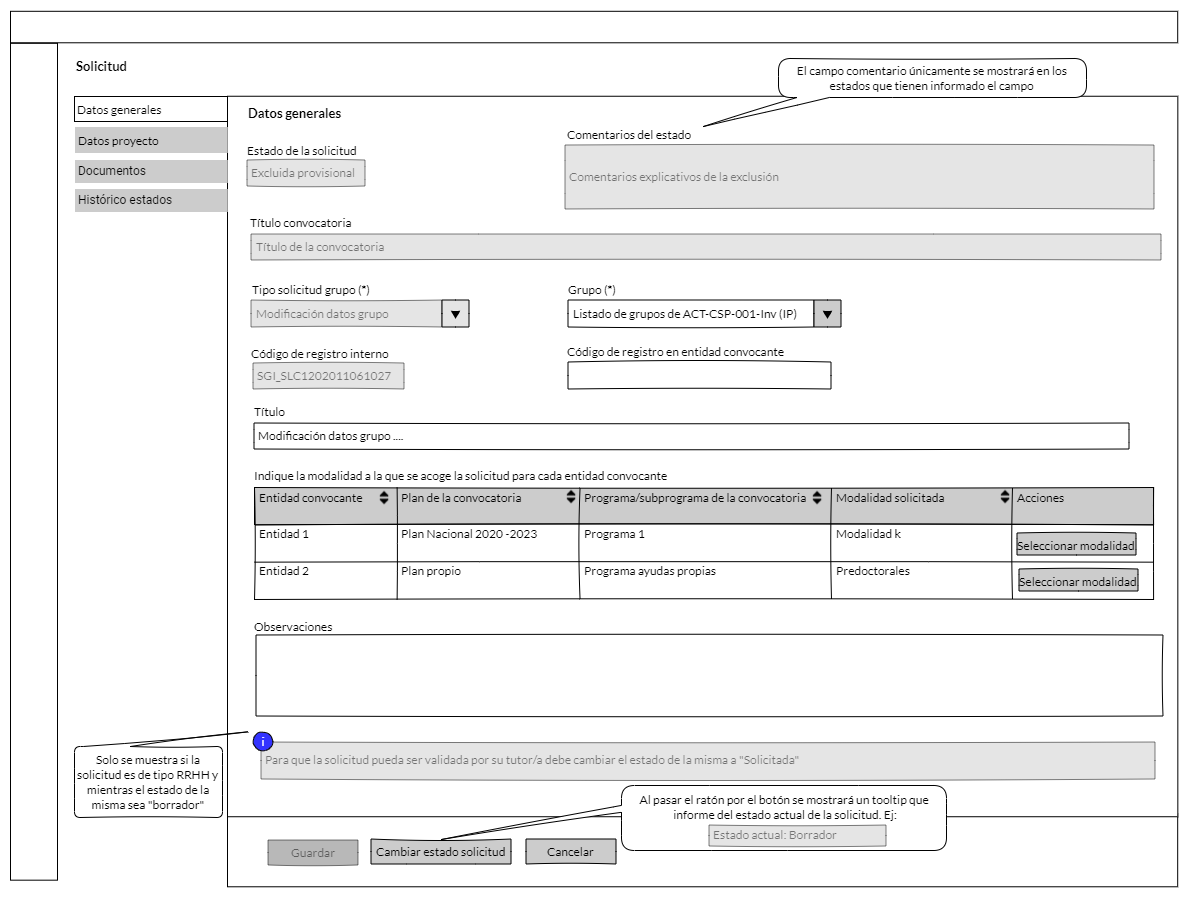 Solicitud
El campo comentario únicamente se mostrará en los
estados que tienen informado el campo
Datos generales
Datos proyecto
Documentos
Histórico estados
Datos generales
Estado de la solicitud
Excluida provisional
Comentarios del estado
Comentarios explicativos de la exclusión
Título convocatoria
Título de la convocatoria
Tipo solicitud grupo (*)
Modificación datos grupo ▼
Grupo (*)
Listado de grupos de ACT-CSP-001-Inv (IP) ▼
Código de registro interno
SGI_SLC1202011061027
Código de registro en entidad convocante
Título
Modificación datos grupo ....
Indique la modalidad a la que se acoge la solicitud para cada entidad convocante
Entidad convocante Plan de la convocatoria Programa/subprograma de la convocatoria Modalidad solicitada Acciones
Entidad 1 Plan Nacional 2020 -2023 Programa 1 Modalidad k Seleccionar modalidad
Entidad 2 Plan propio Programa ayudas propias Predoctorales Seleccionar modalidad
Observaciones
i
Para que la solicitud pueda ser validada por su tutor/a debe cambiar el estado de la misma a "Solicitada"
Solo se muestra si la
solicitud es de tipo RRHH y
mientras el estado de la
misma sea "borrador"
Al pasar el ratón por el botón se mostrará un tooltip que
informe del estado actual de la solicitud. Ej:
Estado actual: Borrador
Guardar
Cambiar estado solicitud
Cancelar